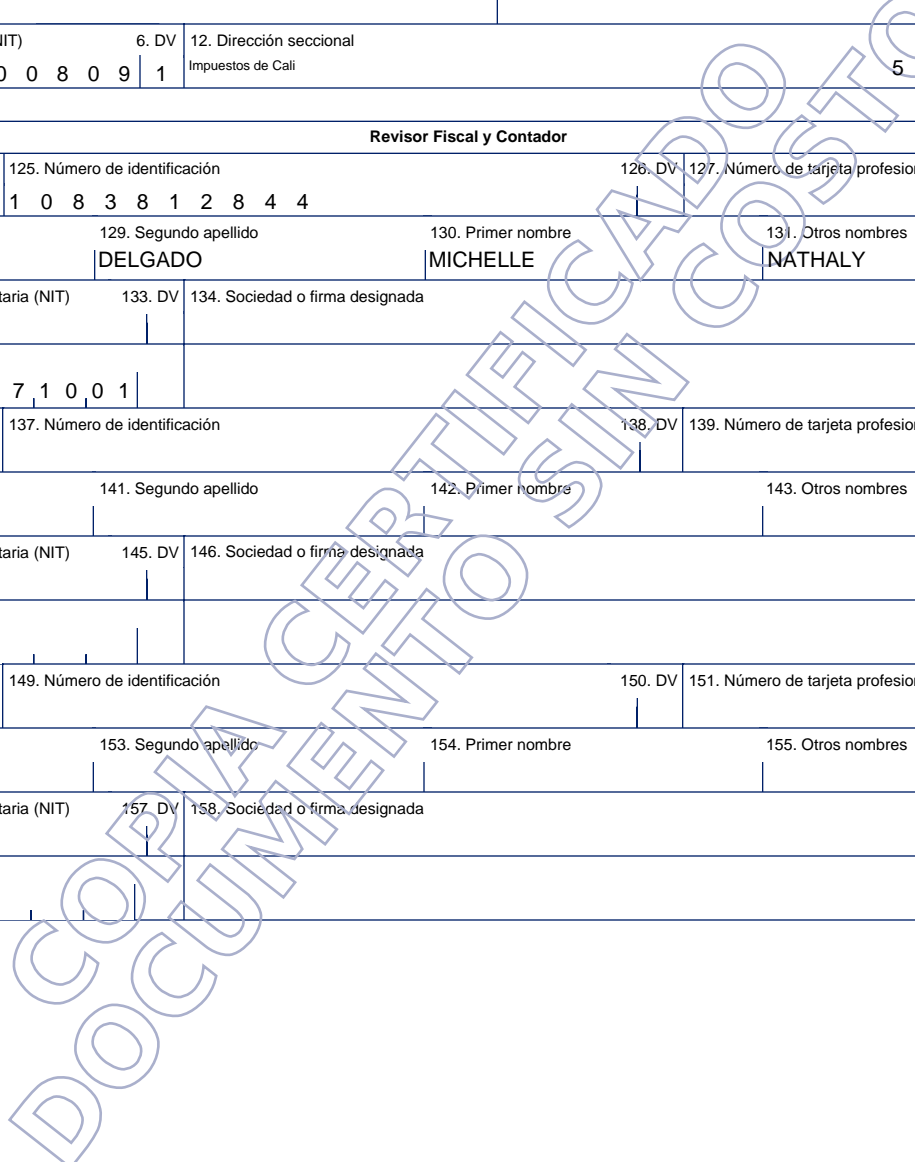 NIT) 6. DV 12. Dirección seccional
0 0 8 0 9 1 Impuestos de Cali 5
Revisor Fiscal y Contador
125. Número de identificación 126. DV 127. Número de tarjeta profesion
1 0 8 3 8 1 2 8 4 4
129. Segundo apellido 130. Primer nombre 131. Otros nombres
DELGADO MICHELLE NATHALY
taria (NIT) 133. DV 134. Sociedad o firma designada
7 1 0 0 1
137. Número de identificación 138. DV 139. Número de tarjeta profesion
141. Segundo apellido 142. Primer nombre 143. Otros nombres
taria (NIT) 145. DV 146. Sociedad o firma designada
149. Número de identificación 150. DV 151. Número de tarjeta profesion
153. Segundo apellido 154. Primer nombre 155. Otros nombres
taria (NIT) 157. DV 158. Sociedad o firma designada
COPIA CERTIFICADO
DOCUMENTO SIN COSTO